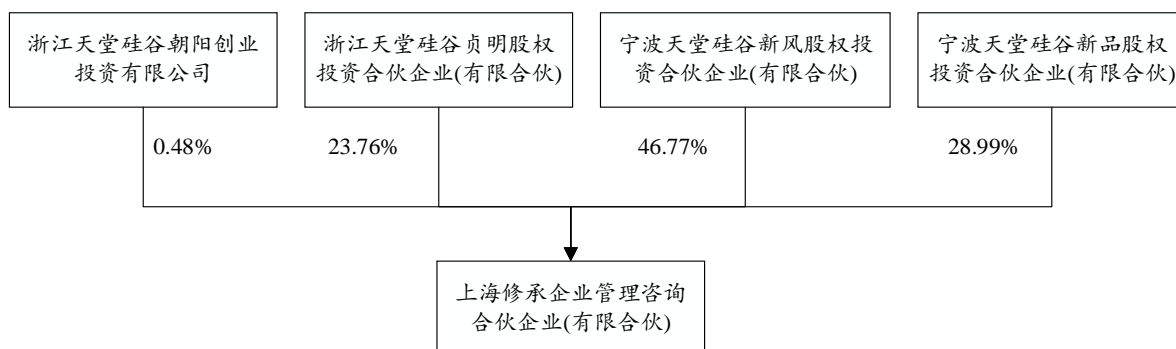 浙江天堂硅谷朝阳创业
投资有限公司
浙江天堂硅谷贞明股权
投资合伙企业(有限合伙)
宁波天堂硅谷新风股权投
资合伙企业(有限合伙)
宁波天堂硅谷新品股权
投资合伙企业(有限合伙)
0.48%
23.76%
46.77%
28.99%
上海修承企业管理咨询
合伙企业(有限合伙)